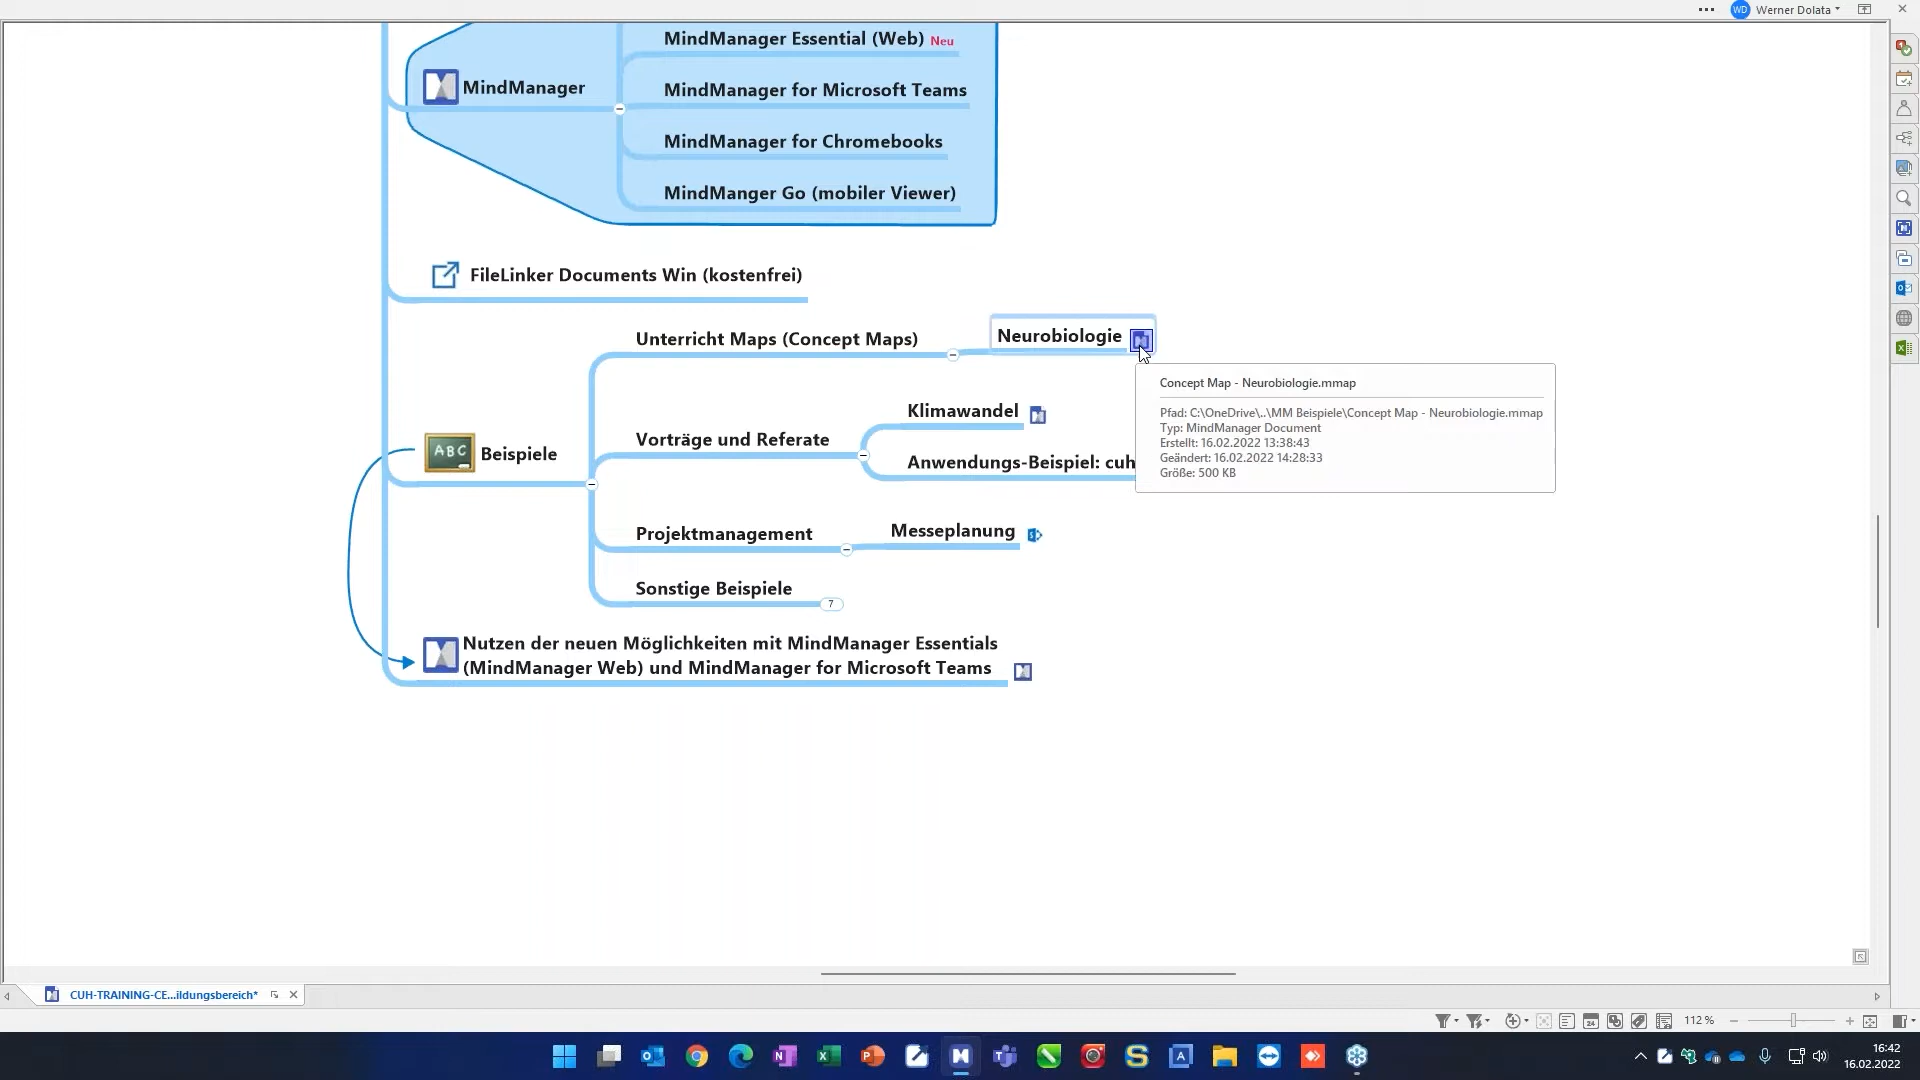 WD Werner Dolata
MindManager Essential (Web) Neu
MindManager
MindManager for Microsoft Teams
MindManager for Chromebooks
MindManger Go (mobiler Viewer)
FileLinker Documents Win (kostenfrei)
Unterricht Maps (Concept Maps)
Neurobiologie
Concept Map - Neurobiologie.mmap
Pfad: C:\OneDrive\..\MM Beispiele\Concept Map - Neurobiologie.mmap
Typ: MindManager Document
Erstellt: 16.02.2022 13:38:43
Geändert: 16.02.2022 14:28:33
Größe: 500 KB
Klimawandel
Vorträge und Referate
Anwendungs-Beispiel: cuh
ABC Beispiele
Projektmanagement
Messeplanung
Sonstige Beispiele
7
Nutzen der neuen Möglichkeiten mit MindManager Essentials
(MindManager Web) und MindManager for Microsoft Teams
CUH-TRAINING-CE...ildungsbereich*
112 %
16:42
16.02.2022